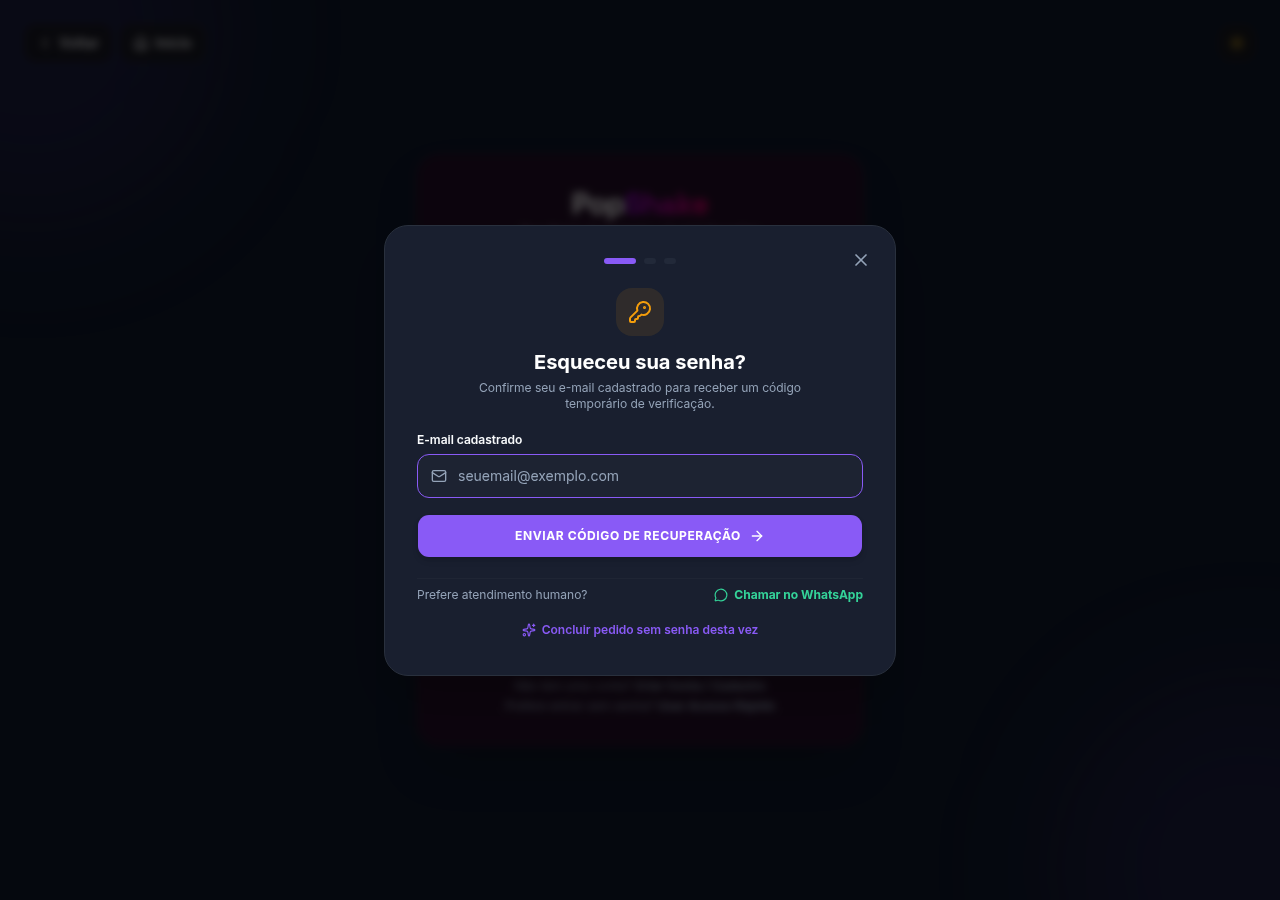 PopShake
Esqueceu sua senha?
Confirme seu e-mail cadastrado para receber um código
temporário de verificação.
E-mail cadastrado
seuemail@exemplo.com
ENVIAR CÓDIGO DE RECUPERAÇÃO
Prefere atendimento humano?
Chamar no WhatsApp
Concluir pedido sem senha desta vez